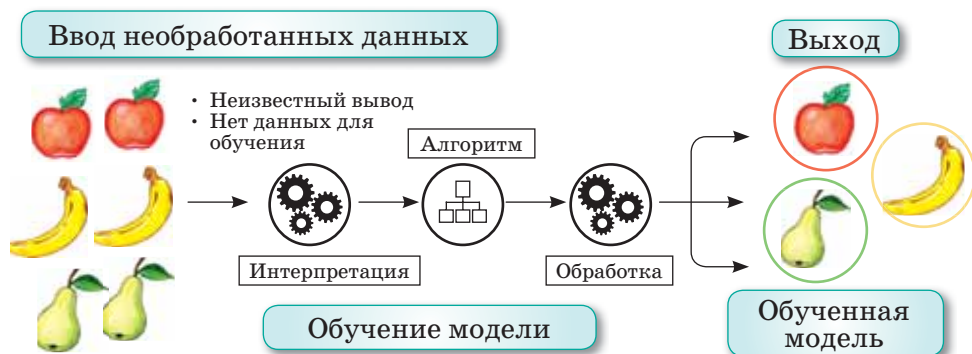 Ввод необработанных данных
Выход
• Неизвестный вывод
• Нет данных для
обучения
Алгоритм
Интерпретация
Обработка
Обучение модели
Обученная
модель